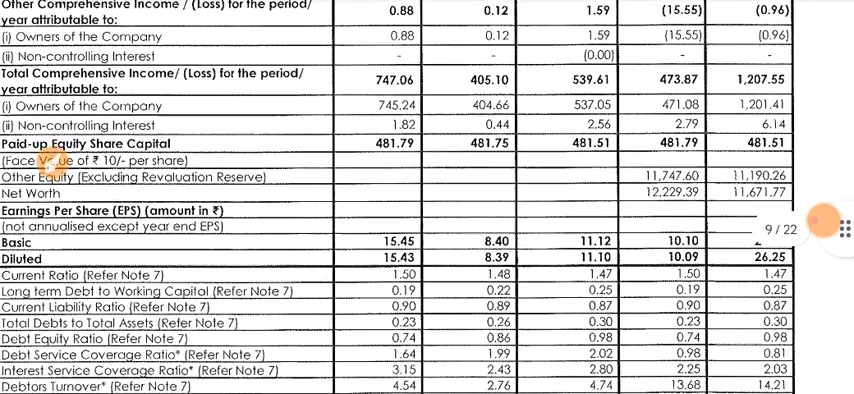 Other Comprehensive Income / (Loss) for the period/ 0.88 0.12 1.59 (15.55) (0.96)
year attributable to:
(i) Owners of the Company 0.88 0.12 1.59 (15.55) (0.96)
(ii) Non-controlling Interest - - (0.00) - -
Total Comprehensive Income/ (Loss) for the period/ 747.06 405.10 539.61 473.87 1,207.55
year attributable to:
(i) Owners of the Company 745.24 404.66 537.05 471.08 1,201.41
(ii) Non-controlling Interest 1.82 0.44 2.56 2.79 6.14
Paid-up Equity Share Capital 481.79 481.75 481.51 481.79 481.51
(Face of ₹ 10/- per share)
Other Equity (Excluding Revaluation Reserve) 11,747.60 11,190.26
Net Worth 12,229.39 11,671.77
Earnings Per Share (EPS) (amount in ₹)
(not annualised except year end EPS)
9 / 22
Basic 15.45 8.40 11.12 10.10
Diluted 15.43 8.39 11.10 10.09 26.25
Current Ratio (Refer Note 7) 1.50 1.48 1.47 1.50 1.47
Long term Debt to Working Capital (Refer Note 7) 0.19 0.22 0.25 0.19 0.25
Current Liability Ratio (Refer Note 7) 0.90 0.89 0.87 0.90 0.87
Total Debts to Total Assets (Refer Note 7) 0.23 0.26 0.30 0.23 0.30
Debt Equity Ratio (Refer Note 7) 0.74 0.86 0.98 0.74 0.98
Debt Service Coverage Ratio* (Refer Note 7) 1.64 1.99 2.02 0.98 0.81
Interest Service Coverage Ratio* (Refer Note 7) 3.15 2.43 2.80 2.25 2.03
Debtors Turnover* (Refer Note 7) 4.54 2.76 4.74 13.68 14.21